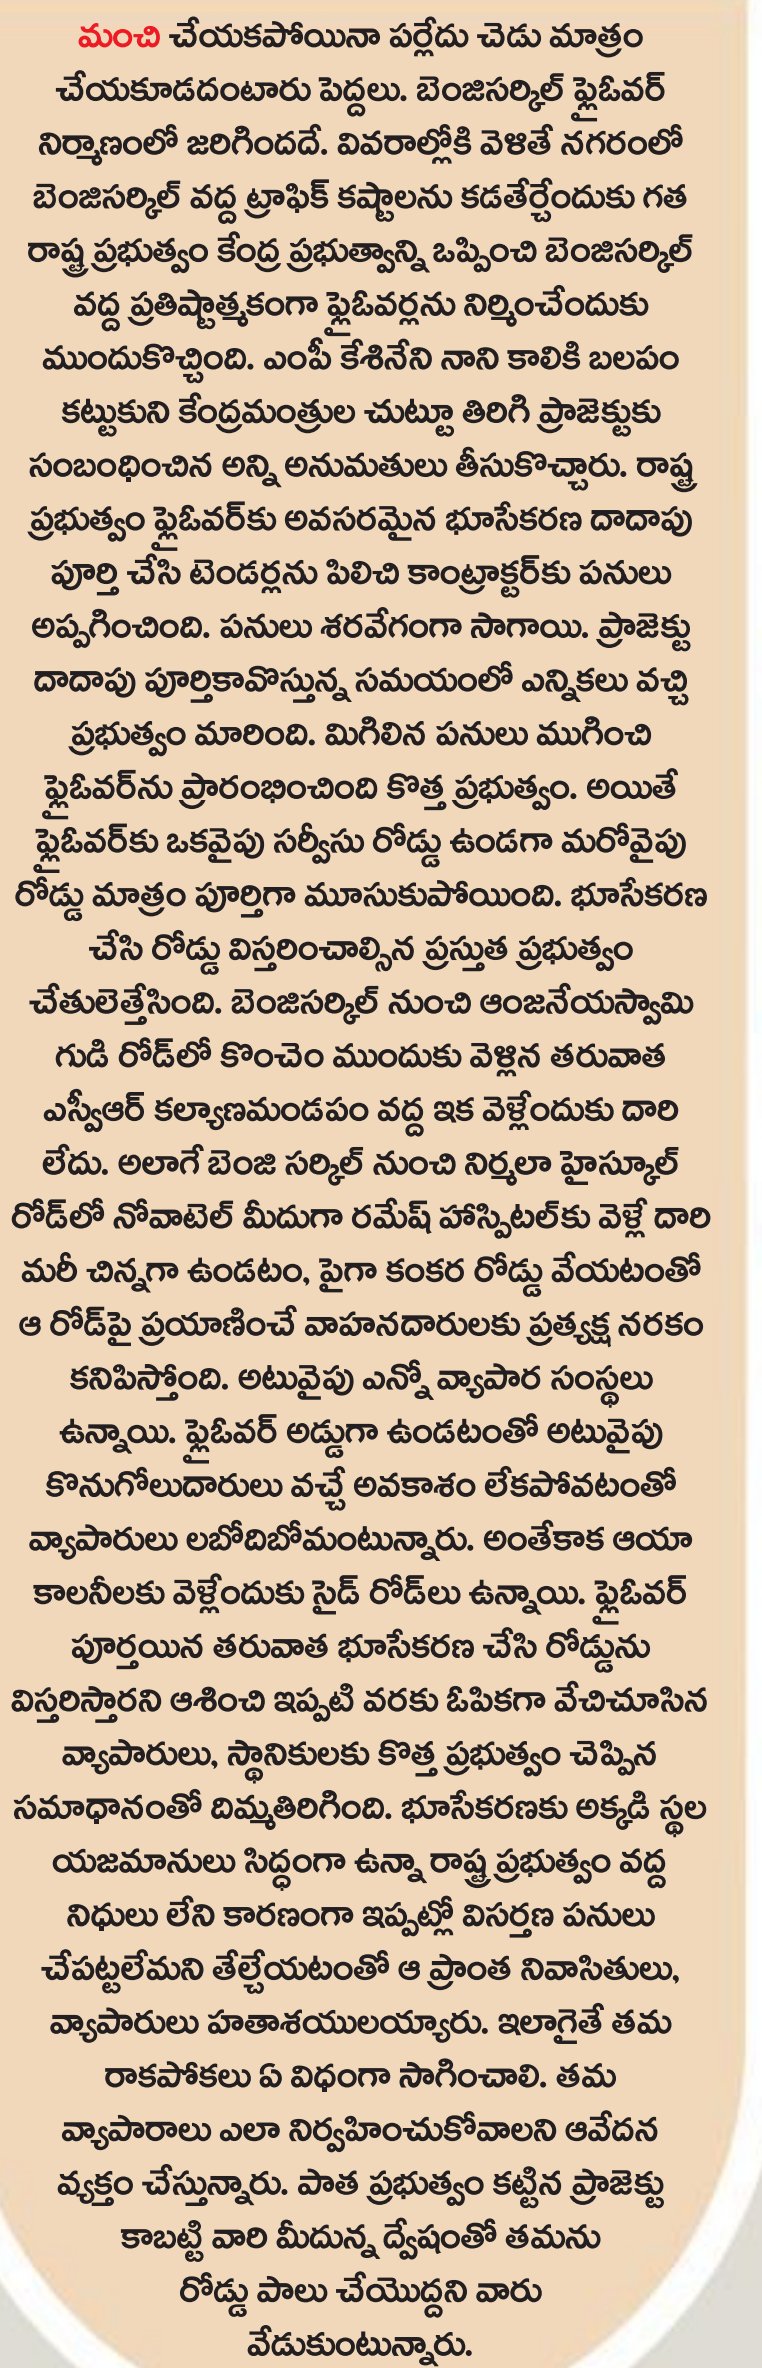 మంచి చేయకపోయినా పర్లేదు చెడు మాత్రం
చేయకూడదంటారు పెద్దలు. బెంజిసర్కిల్ ఫ్లైఓవర్
నిర్మాణంలో జరిగిందదే. వివరాల్లోకి వెళితే నగరంలో
బెంజిసర్కిల్ వద్ద ట్రాఫిక్ కష్టాలను కడతేర్చేందుకు గత
రాష్ట్ర ప్రభుత్వం కేంద్ర ప్రభుత్వాన్ని ఒప్పించి బెంజిసర్కిల్
వద్ద ప్రతిష్టాత్మకంగా ఫ్లైఓవర్లను నిర్మించేందుకు
ముందుకొచ్చింది. ఎంపీ కేశినేని నాని కాలికి బలపం
కట్టుకుని కేంద్రమంత్రుల చుట్టూ తిరిగి ప్రాజెక్టుకు
సంబంధించిన అన్ని అనుమతులు తీసుకొచ్చారు. రాష్ట్ర
ప్రభుత్వం ఫ్లైఓవర్‌కు అవసరమైన భూసేకరణ దాదాపు
పూర్తి చేసి టెండర్లను పిలిచి కాంట్రాక్టర్‌కు పనులు
అప్పగించింది. పనులు శరవేగంగా సాగాయి. ప్రాజెక్టు
దాదాపు పూర్తికావొస్తున్న సమయంలో ఎన్నికలు వచ్చి
ప్రభుత్వం మారింది. మిగిలిన పనులు ముగించి
ఫ్లైఓవర్‌ను ప్రారంభించింది కొత్త ప్రభుత్వం. అయితే
ఫ్లైఓవర్‌కు ఒకవైపు సర్వీసు రోడ్డు ఉండగా మరోవైపు
రోడ్డు మాత్రం పూర్తిగా మూసుకుపోయింది. భూసేకరణ
చేసి రోడ్డు విస్తరించాల్సిన ప్రస్తుత ప్రభుత్వం
చేతులెత్తేసింది. బెంజిసర్కిల్ నుంచి ఆంజనేయస్వామి
గుడి రోడ్‌లో కొంచెం ముందుకు వెళ్లిన తరువాత
ఎస్వీఆర్ కల్యాణమండపం వద్ద ఇక వెళ్లేందుకు దారి
లేదు. అలాగే బెంజి సర్కిల్ నుంచి నిర్మలా హైస్కూల్
రోడ్‌లో నోవాటెల్ మీదుగా రమేష్ హాస్పిటల్‌కు వెళ్లే దారి
మరీ చిన్నగా ఉండటం, పైగా కంకర రోడ్డు వేయటంతో
ఆ రోడ్‌పై ప్రయాణించే వాహనదారులకు ప్రత్యక్ష నరకం
కనిపిస్తోంది. అటువైపు ఎన్నో వ్యాపార సంస్థలు
ఉన్నాయి. ఫ్లైఓవర్ అడ్డుగా ఉండటంతో అటువైపు
కొనుగోలుదారులు వచ్చే అవకాశం లేకపోవటంతో
వ్యాపారులు లబోదిబోమంటున్నారు. అంతేకాక ఆయా
కాలనీలకు వెళ్లేందుకు సైడ్ రోడ్‌లు ఉన్నాయి. ఫ్లైఓవర్
పూర్తయిన తరువాత భూసేకరణ చేసి రోడ్డును
విస్తరిస్తారని ఆశించి ఇప్పటి వరకు ఓపికగా వేచిచూసిన
వ్యాపారులు, స్థానికులకు కొత్త ప్రభుత్వం చెప్పిన
సమాధానంతో దిమ్మతిరిగింది. భూసేకరణకు అక్కడి స్థల
యజమానులు సిద్ధంగా ఉన్నా రాష్ట్ర ప్రభుత్వం వద్ద
నిధులు లేని కారణంగా ఇప్పట్లో విసర్తణ పనులు
చేపట్టలేమని తేల్చేయటంతో ఆ ప్రాంత నివాసితులు,
వ్యాపారులు హతాశయులయ్యారు. ఇలాగైతే తమ
రాకపోకలు ఏ విధంగా సాగించాలి. తమ
వ్యాపారాలు ఎలా నిర్వహించుకోవాలని ఆవేదన
వ్యక్తం చేస్తున్నారు. పాత ప్రభుత్వం కట్టిన ప్రాజెక్టు
కాబట్టి వారి మీదున్న ద్వేషంతో తమను
రోడ్డు పాలు చేయొద్దని వారు
వేడుకుంటున్నారు.